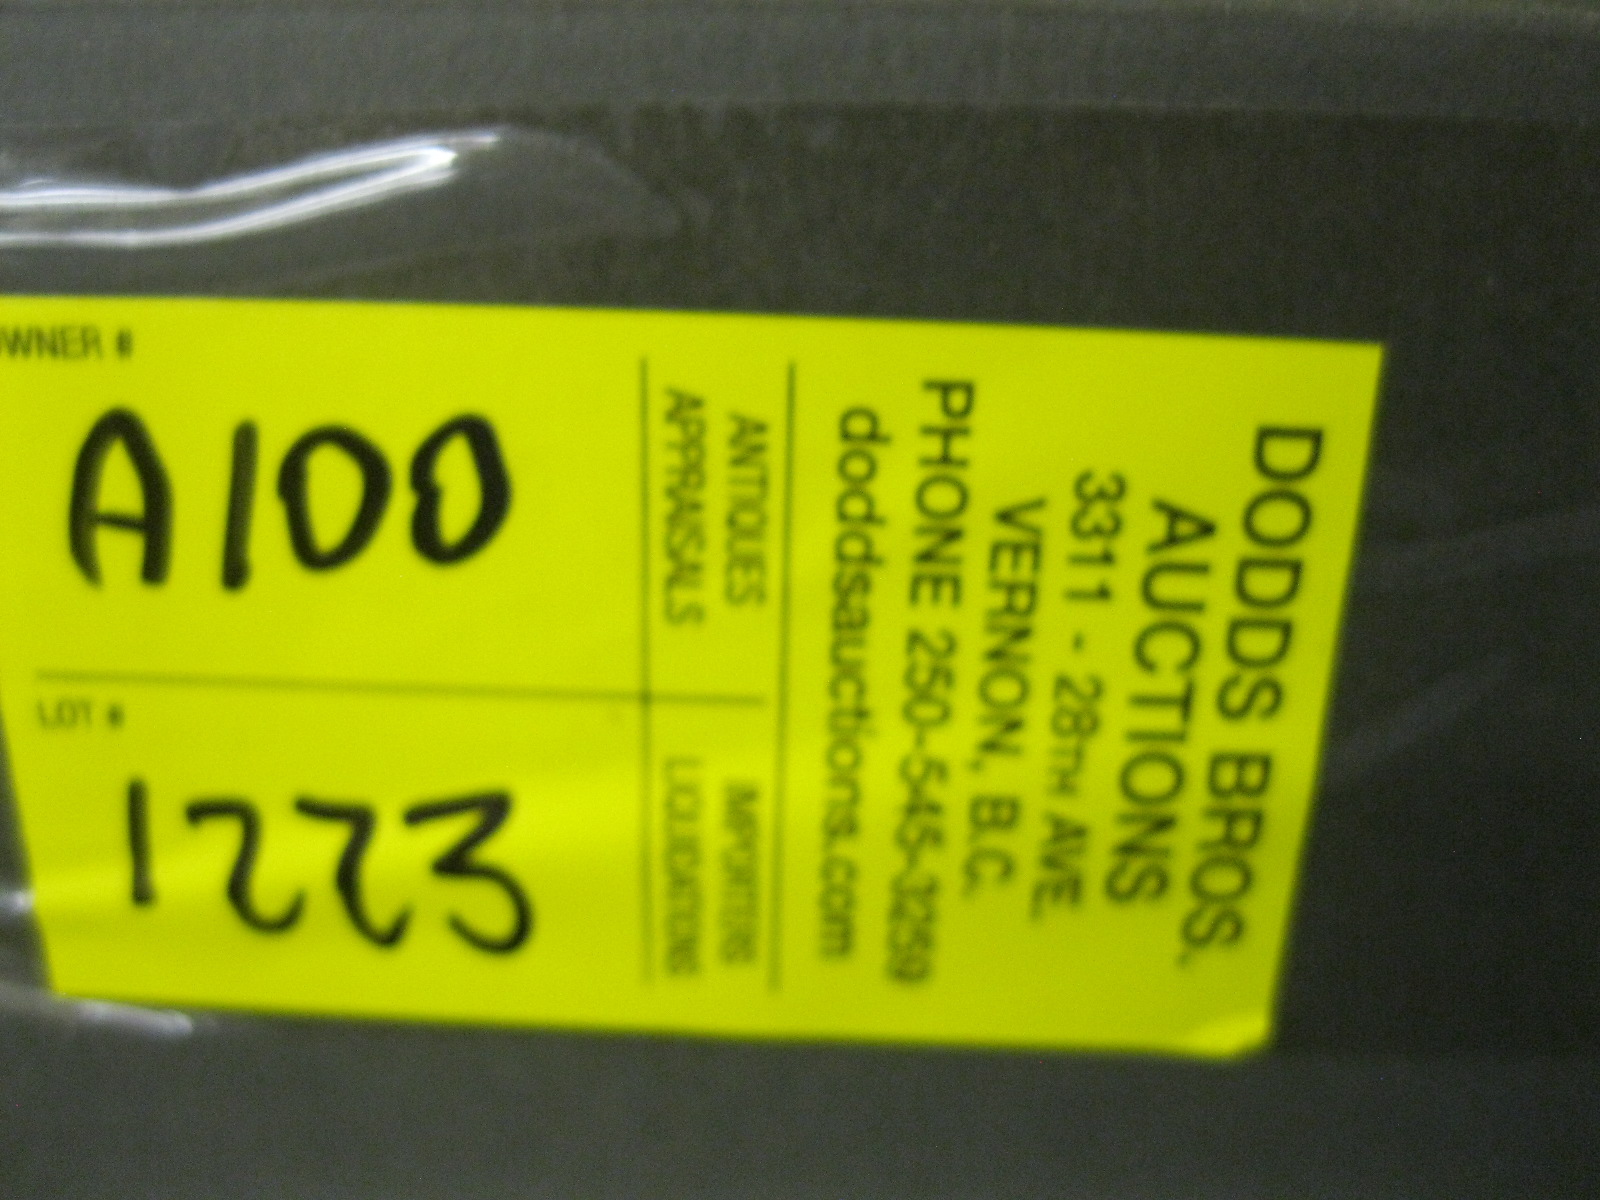 DODDS BROS.
AUCTIONS
3311 - 28TH AVE.
VERNON, B.C.
PHONE 250-545-3259
doddsauctions.com
ANTIQUES IMPORTERS
APPRAISALS LIQUIDATIONS
OWNER #
A100
LOT #
1223